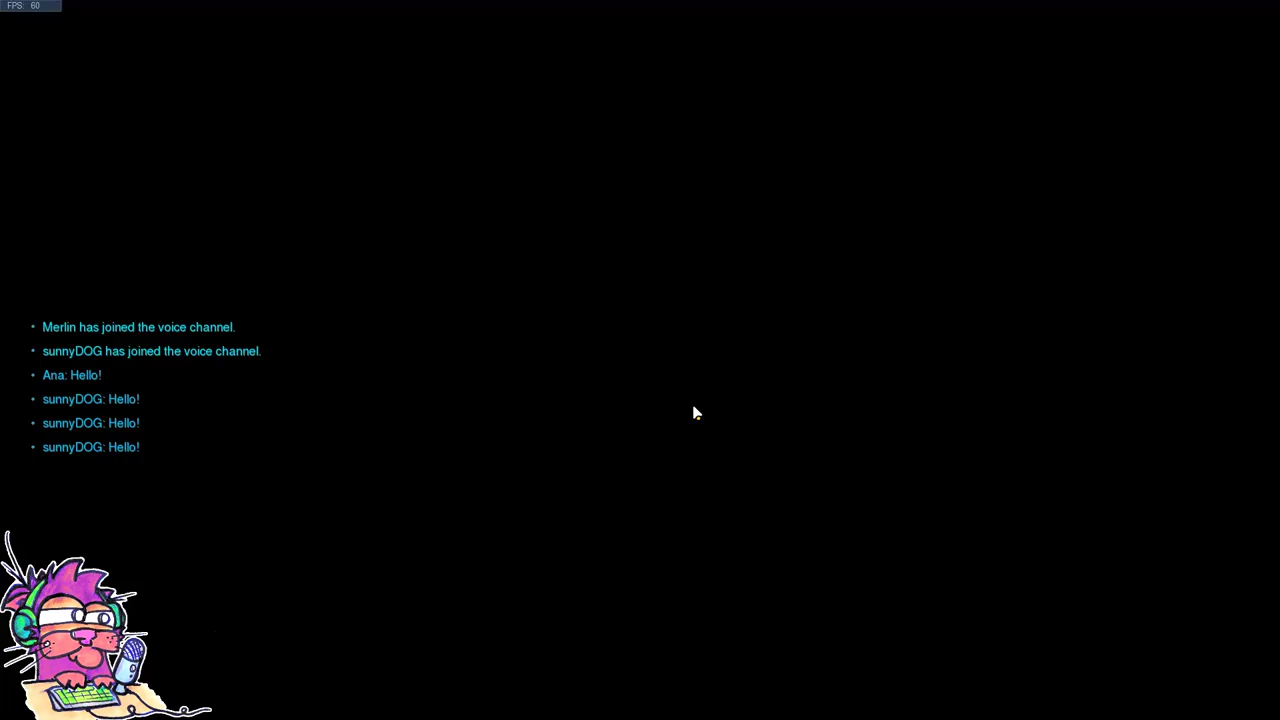 FPS: 60
• Merlin has joined the voice channel.
• sunnyDOG has joined the voice channel.
• Ana: Hello!
• sunnyDOG: Hello!
• sunnyDOG: Hello!
• sunnyDOG: Hello!